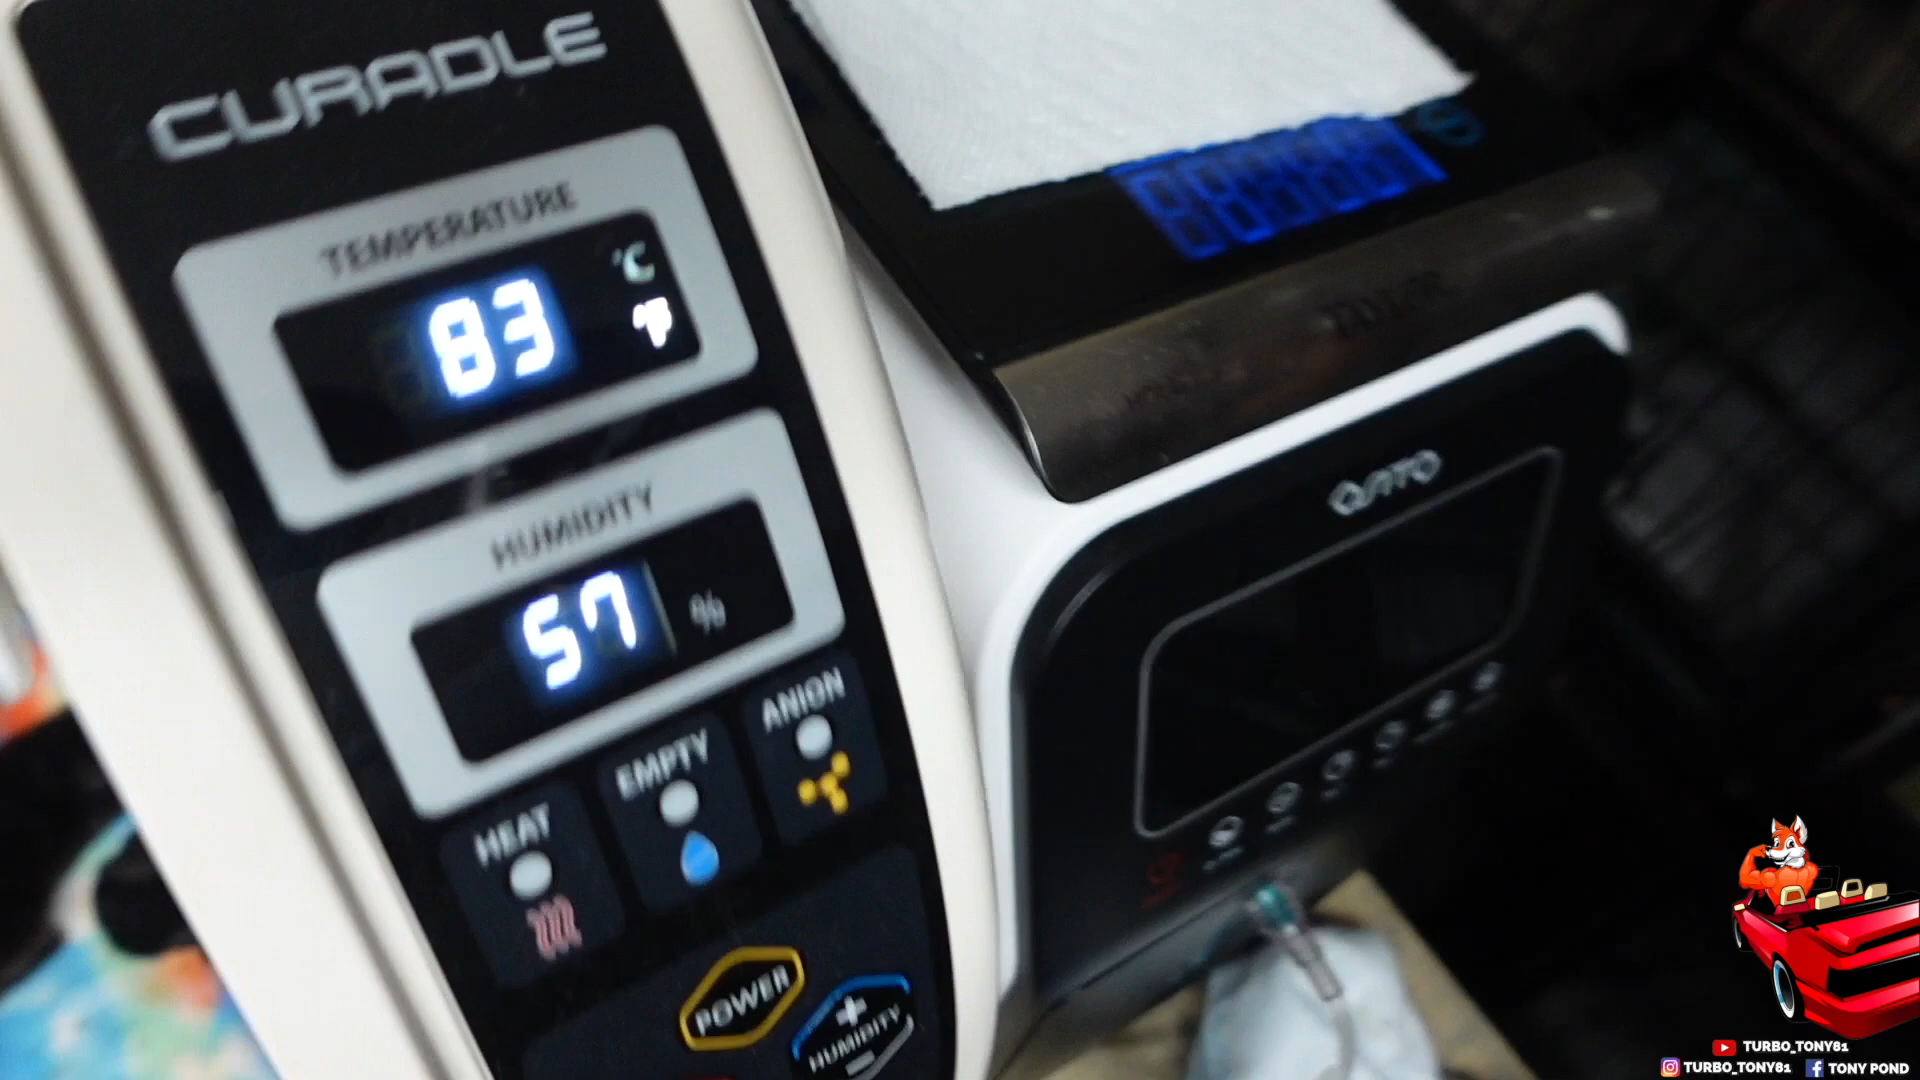 CURADLE
TEMPERATURE
83
°C
°F
HUMIDITY
57 %
HEAT
EMPTY
ANION
POWER
+
HUMIDITY
−
TURBO_TONY81
TURBO_TONY81
TONY POND